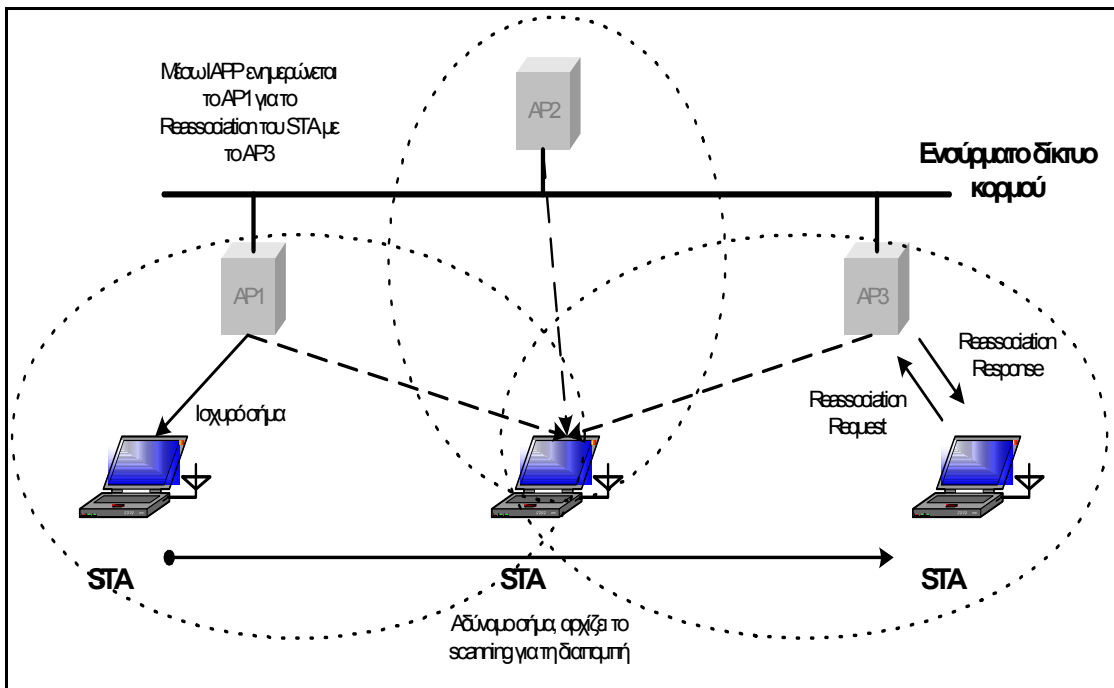 Μέσω IAPP ενημερώνεται
το AP1 για το
Reassociation του STA με
το AP3
AP2
Ενσύρματο δίκτυο
κορμού
AP1
AP3
Reassociation
Response
Reassociation
Request
Ισχυρό σήμα
STA
STA
STA
Αδύναμο σήμα, αρχίζει το
scanning για τη διαπομπή